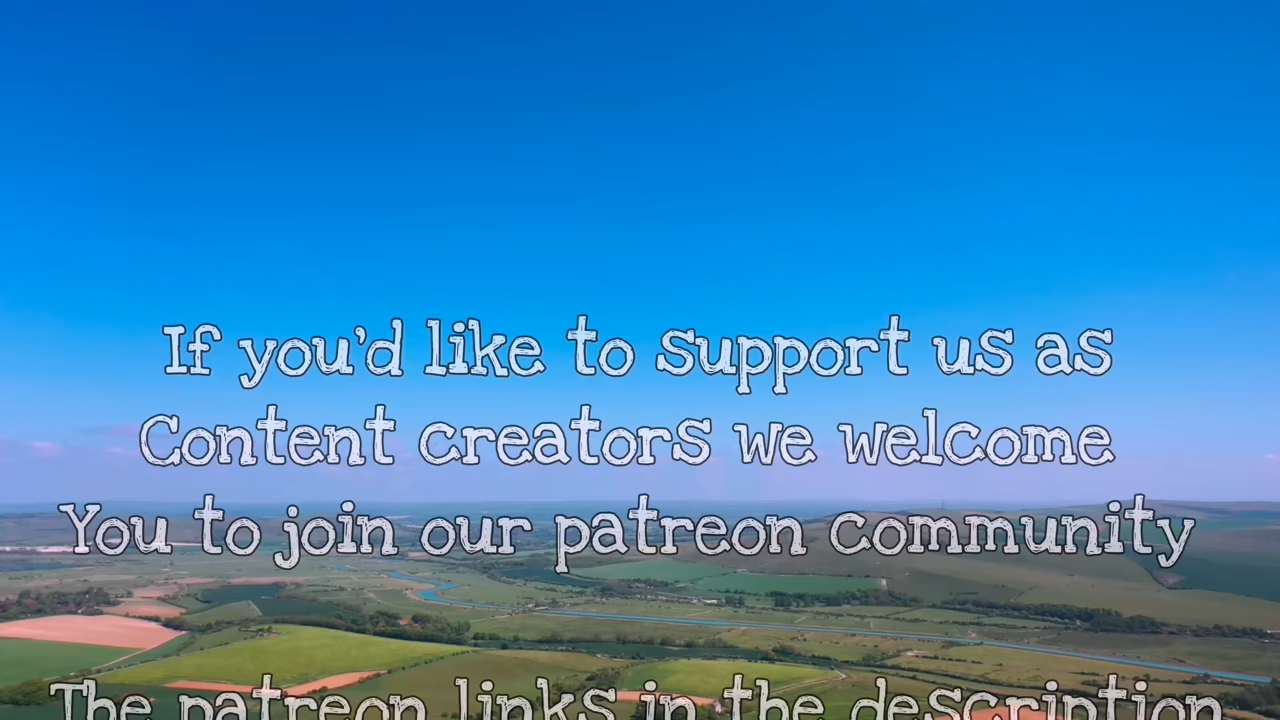 If you'd like to support us as
Content creators we welcome
You to join our patreon community
The patreon links in the description